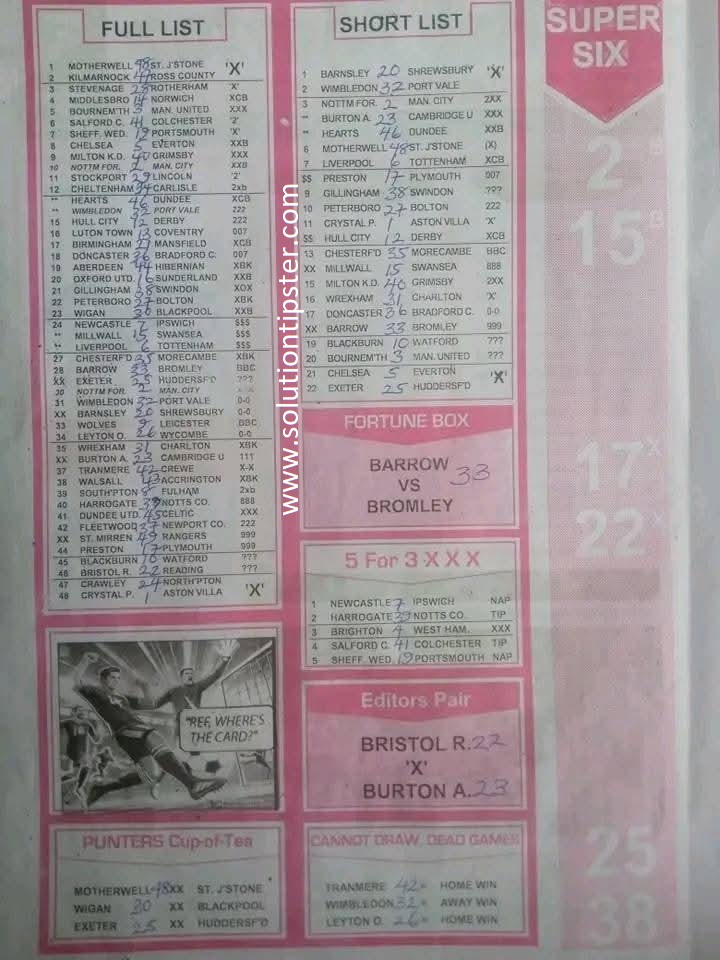 FULL LIST
1 MOTHERWELL 48 ST. J'STONE 'X'
2 KILMARNOCK 47 ROSS COUNTY
3 STEVENAGE 28 ROTHERHAM 'X'
4 MIDDLESBRO 14 NORWICH XCB
5 BOURNEM'TH 3 MAN. UNITED XXX
6 SALFORD C. 41 COLCHESTER '2'
7 SHEFF. WED 19 PORTSMOUTH 'X'
8 CHELSEA 5 EVERTON XXB
9 MILTON K.D. 40 GRIMSBY XXX
10 NOTTM FOR. 2 MAN. CITY XXB
11 STOCKPORT 29 LINCOLN '2'
12 CHELTENHAM 34 CARLISLE 2xb
** HEARTS 46 DUNDEE XCB
** WIMBLEDON 32 PORT VALE 222
15 HULL CITY 12 DERBY 222
16 LUTON TOWN 13 COVENTRY 007
17 BIRMINGHAM 21 MANSFIELD XCB
18 DONCASTER 36 BRADFORD C. 007
19 ABERDEEN 44 HIBERNIAN XBK
20 OXFORD UTD. 16 SUNDERLAND XXB
21 GILLINGHAM 38 SWINDON XOX
22 PETERBORO 27 BOLTON XBK
23 WIGAN 30 BLACKPOOL XXB
24 NEWCASTLE 7 IPSWICH $$$
** MILLWALL 15 SWANSEA $$$
** LIVERPOOL 6 TOTTENHAM $$$
27 CHESTERF'D 35 MORECAMBE XBK
28 BARROW 33 BROMLEY BBC
XX EXETER 25 HUDDERSF'D ???
30 NOTTM FOR. 2 MAN. CITY
31 WIMBLEDON 32 PORT VALE 0-0
XX BARNSLEY 20 SHREWSBURY 0-0
33 WOLVES 9 LEICESTER BBC
34 LEYTON O. 26 WYCOMBE 0-0
35 WREXHAM 31 CHARLTON XBK
XX BURTON A. 23 CAMBRIDGE U 111
37 TRANMERE 42 CREWE X-X
38 WALSALL 43 ACCRINGTON XBK
39 SOUTH'PTON 8 FULHAM 2xb
40 HARROGATE 39 NOTTS CO. 888
41 DUNDEE UTD. 45 CELTIC XXX
42 FLEETWOOD 37 NEWPORT CO. 222
XX ST. MIRREN 49 RANGERS 999
44 PRESTON 17 PLYMOUTH 999
45 BLACKBURN 10 WATFORD ???
46 BRISTOL R. 22 READING ???
47 CRAWLEY 24 NORTH'PTON 'X'
48 CRYSTAL P. 1 ASTON VILLA
"REF, WHERE'S
THE CARD?"
PUNTERS Cup-of-Tea
MOTHERWELL 48 XX ST. J'STONE
WIGAN 30 XX BLACKPOOL
EXETER 25 XX HUDDERSF'D
www.solutiontipster.com
SHORT LIST
1 BARNSLEY 20 SHREWSBURY 'X'
2 WIMBLEDON 32 PORT VALE
3 NOTTM FOR. 2 MAN. CITY 2XX
** BURTON A. 23 CAMBRIDGE U XXX
** HEARTS 46 DUNDEE XXB
6 MOTHERWELL 48 ST. J'STONE (X)
7 LIVERPOOL 6 TOTTENHAM XCB
$$ PRESTON 17 PLYMOUTH 007
9 GILLINGHAM 38 SWINDON ???
10 PETERBORO 27 BOLTON 222
11 CRYSTAL P. 1 ASTON VILLA 'X'
$$ HULL CITY 12 DERBY XCB
13 CHESTERF'D 35 MORECAMBE BBC
XX MILLWALL 15 SWANSEA 888
15 MILTON K.D. 40 GRIMSBY 2XX
16 WREXHAM 31 CHARLTON 'X'
17 DONCASTER 36 BRADFORD C. 0-0
XX BARROW 33 BROMLEY 999
19 BLACKBURN 10 WATFORD ???
20 BOURNEM'TH 3 MAN. UNITED ???
21 CHELSEA 5 EVERTON 'X'
22 EXETER 25 HUDDERSF'D
FORTUNE BOX
BARROW 33
VS
BROMLEY
5 For 3 X X X
1 NEWCASTLE 7 IPSWICH NAP
2 HARROGATE 39 NOTTS CO. TIP
3 BRIGHTON 4 WEST HAM. XXX
4 SALFORD C. 41 COLCHESTER TIP
5 SHEFF. WED. 19 PORTSMOUTH NAP
Editors Pair
BRISTOL R. 22
'X'
BURTON A. 23
CANNOT DRAW, DEAD GAMES
TRANMERE 42 = HOME WIN
WIMBLEDON 32 = AWAY WIN
LEYTON O. 26 = HOME WIN
SUPER
SIX
2 B
15 B
17 X
22 X
25
38